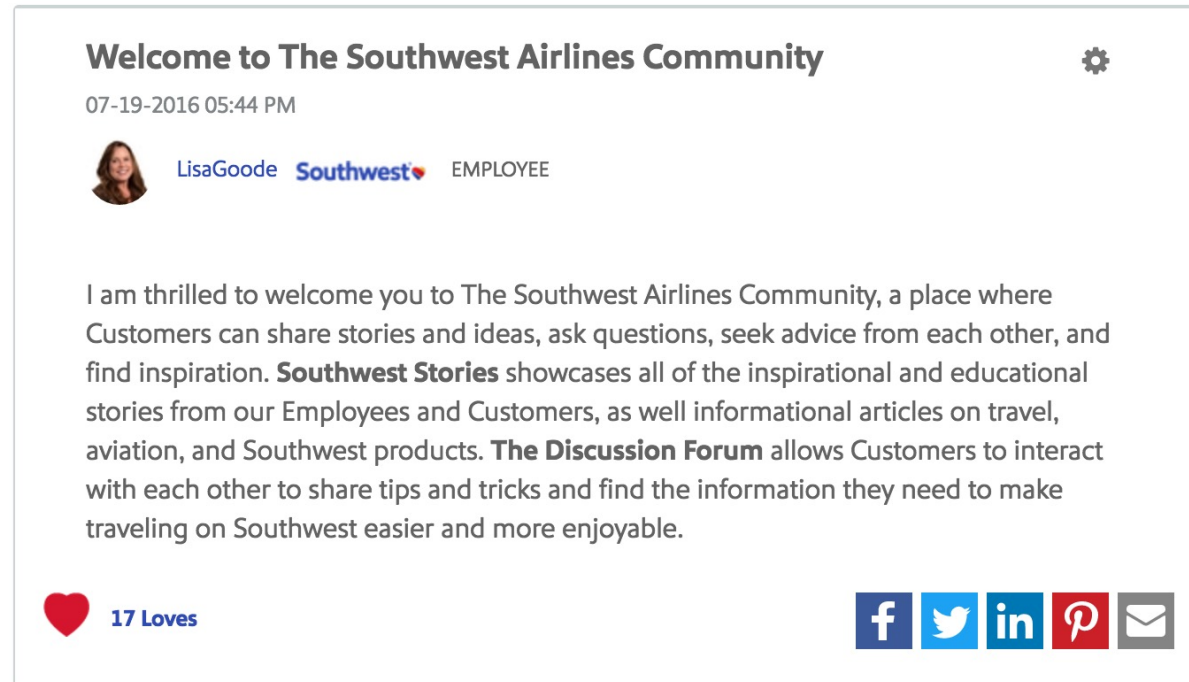 Welcome to The Southwest Airlines Community
07-19-2016 05:44 PM
LisaGoode Southwest EMPLOYEE
I am thrilled to welcome you to The Southwest Airlines Community, a place where
Customers can share stories and ideas, ask questions, seek advice from each other, and
find inspiration. Southwest Stories showcases all of the inspirational and educational
stories from our Employees and Customers, as well informational articles on travel,
aviation, and Southwest products. The Discussion Forum allows Customers to interact
with each other to share tips and tricks and find the information they need to make
traveling on Southwest easier and more enjoyable.
17 Loves